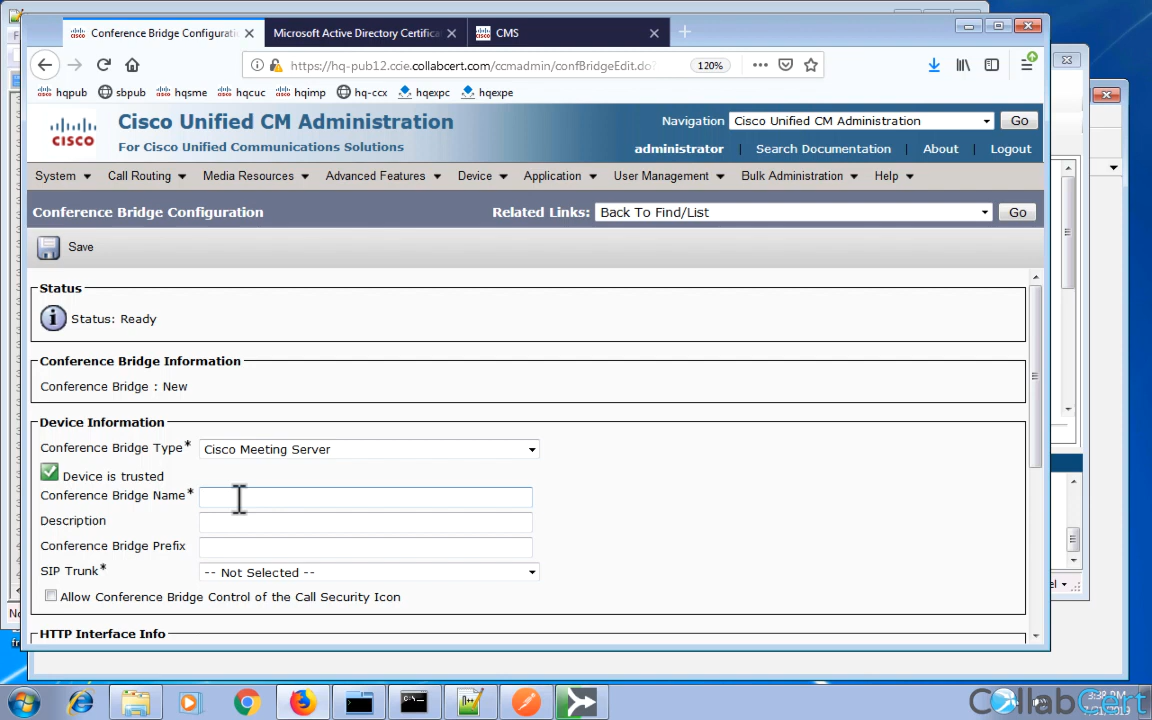 Conference Bridge Configurati
Microsoft Active Directory Certifica
CMS
https://hq-pub12.ccie.collabcert.com/ccmadmin/confBridgeEdit.do?
120%
hqpub
sbpub
hqsme
hqcuc
hqimp
hq-ccx
hqexpc
hqexpe
CISCO
Cisco Unified CM Administration
For Cisco Unified Communications Solutions
Navigation
Cisco Unified CM Administration
Go
administrator | Search Documentation | About | Logout
System
Call Routing
Media Resources
Advanced Features
Device
Application
User Management
Bulk Administration
Help
Conference Bridge Configuration
Related Links:
Back To Find/List
Go
Save
Status
Status: Ready
Conference Bridge Information
Conference Bridge : New
Device Information
Conference Bridge Type*
Cisco Meeting Server
Device is trusted
Conference Bridge Name*
Description
Conference Bridge Prefix
SIP Trunk*
-- Not Selected --
Allow Conference Bridge Control of the Call Security Icon
HTTP Interface Info
CollabCert